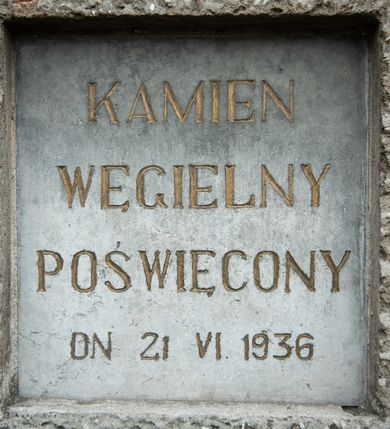 KAMIEN
WĘGIELNY
POŚWIĘCONY
DN 21 VI 1936